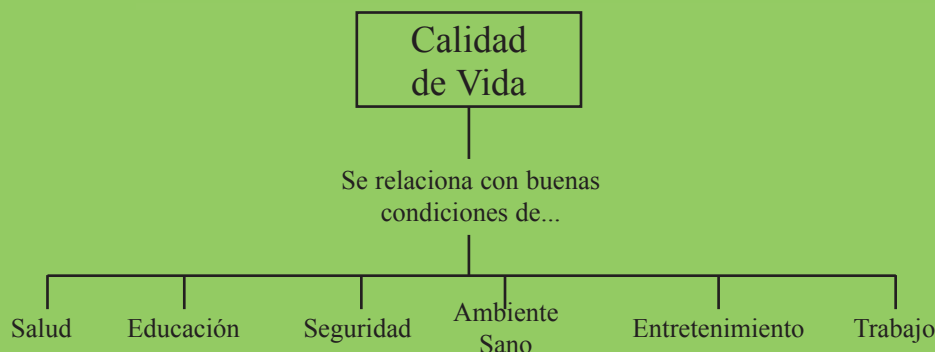 Calidad
de Vida
Se relaciona con buenas
condiciones de...
Salud
Educación
Seguridad
Ambiente
Sano
Entretenimiento
Trabajo